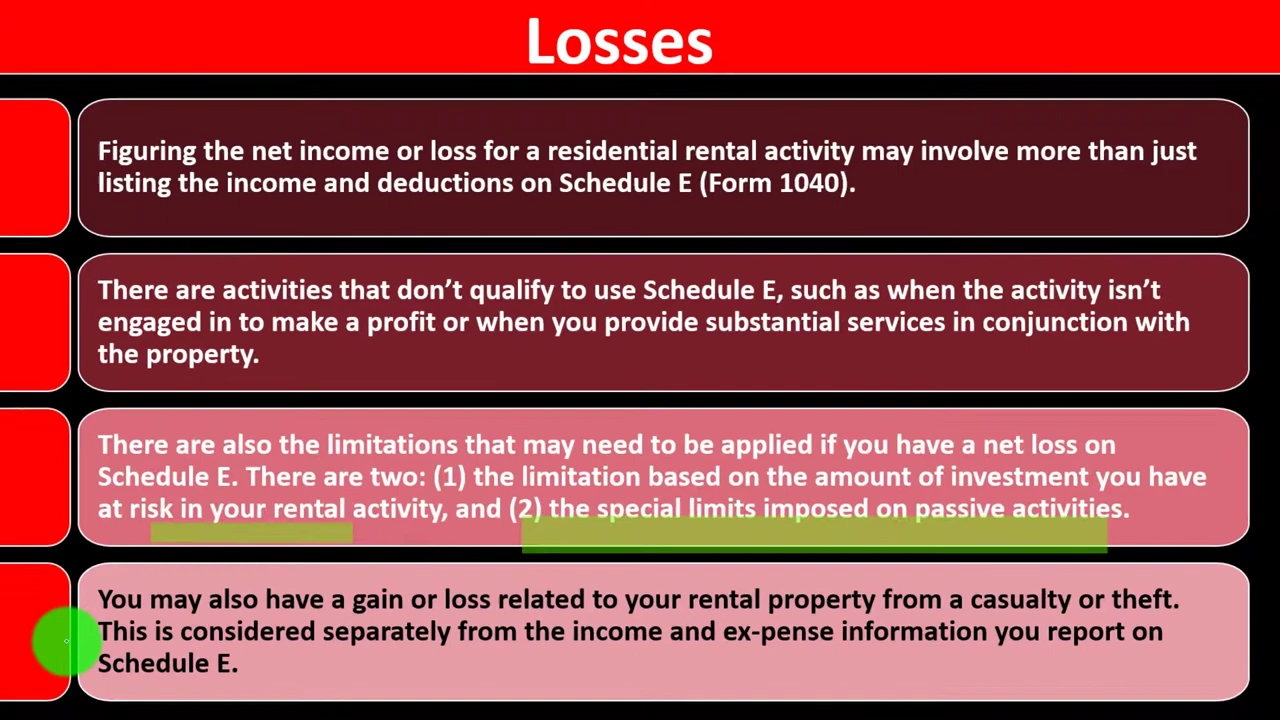 Losses
Figuring the net income or loss for a residential rental activity may involve more than just
listing the income and deductions on Schedule E (Form 1040).
There are activities that don’t qualify to use Schedule E, such as when the activity isn’t
engaged in to make a profit or when you provide substantial services in conjunction with
the property.
There are also the limitations that may need to be applied if you have a net loss on
Schedule E. There are two: (1) the limitation based on the amount of investment you have
at risk in your rental activity, and (2) the special limits imposed on passive activities.
You may also have a gain or loss related to your rental property from a casualty or theft.
This is considered separately from the income and ex-pense information you report on
Schedule E.